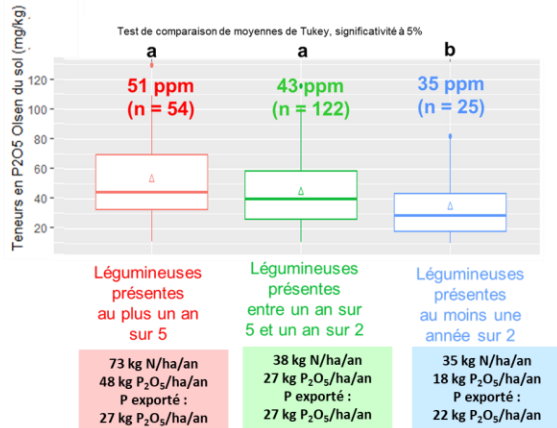 Test de comparaison de moyennes de Tukey, significativité à 5%
a
a
b
Teneurs en P2O5 Olsen du sol (mg/kg)
120
100
80
60
40
20
51 ppm
(n = 54)
43 ppm
(n = 122)
35 ppm
(n = 25)
Légumineuses
présentes
au plus un an
sur 5
Légumineuses
présentes
entre un an sur
5 et un an sur 2
Légumineuses
présentes
au moins une
année sur 2
73 kg N/ha/an
48 kg P₂O₅/ha/an
P exporté :
27 kg P₂O₅/ha/an
38 kg N/ha/an
27 kg P₂O₅/ha/an
P exporté :
27 kg P₂O₅/ha/an
35 kg N/ha/an
18 kg P₂O₅/ha/an
P exporté :
22 kg P₂O₅/ha/an